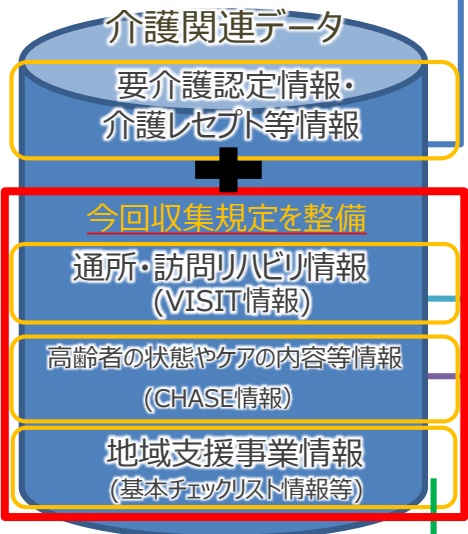 介護関連データ
要介護認定情報・
介護レセプト等情報
今回収集規定を整備
通所・訪問リハビリ情報
(VISIT情報)
高齢者の状態やケアの内容等情報
(CHASE情報)
地域支援事業情報
(基本チェックリスト情報等)